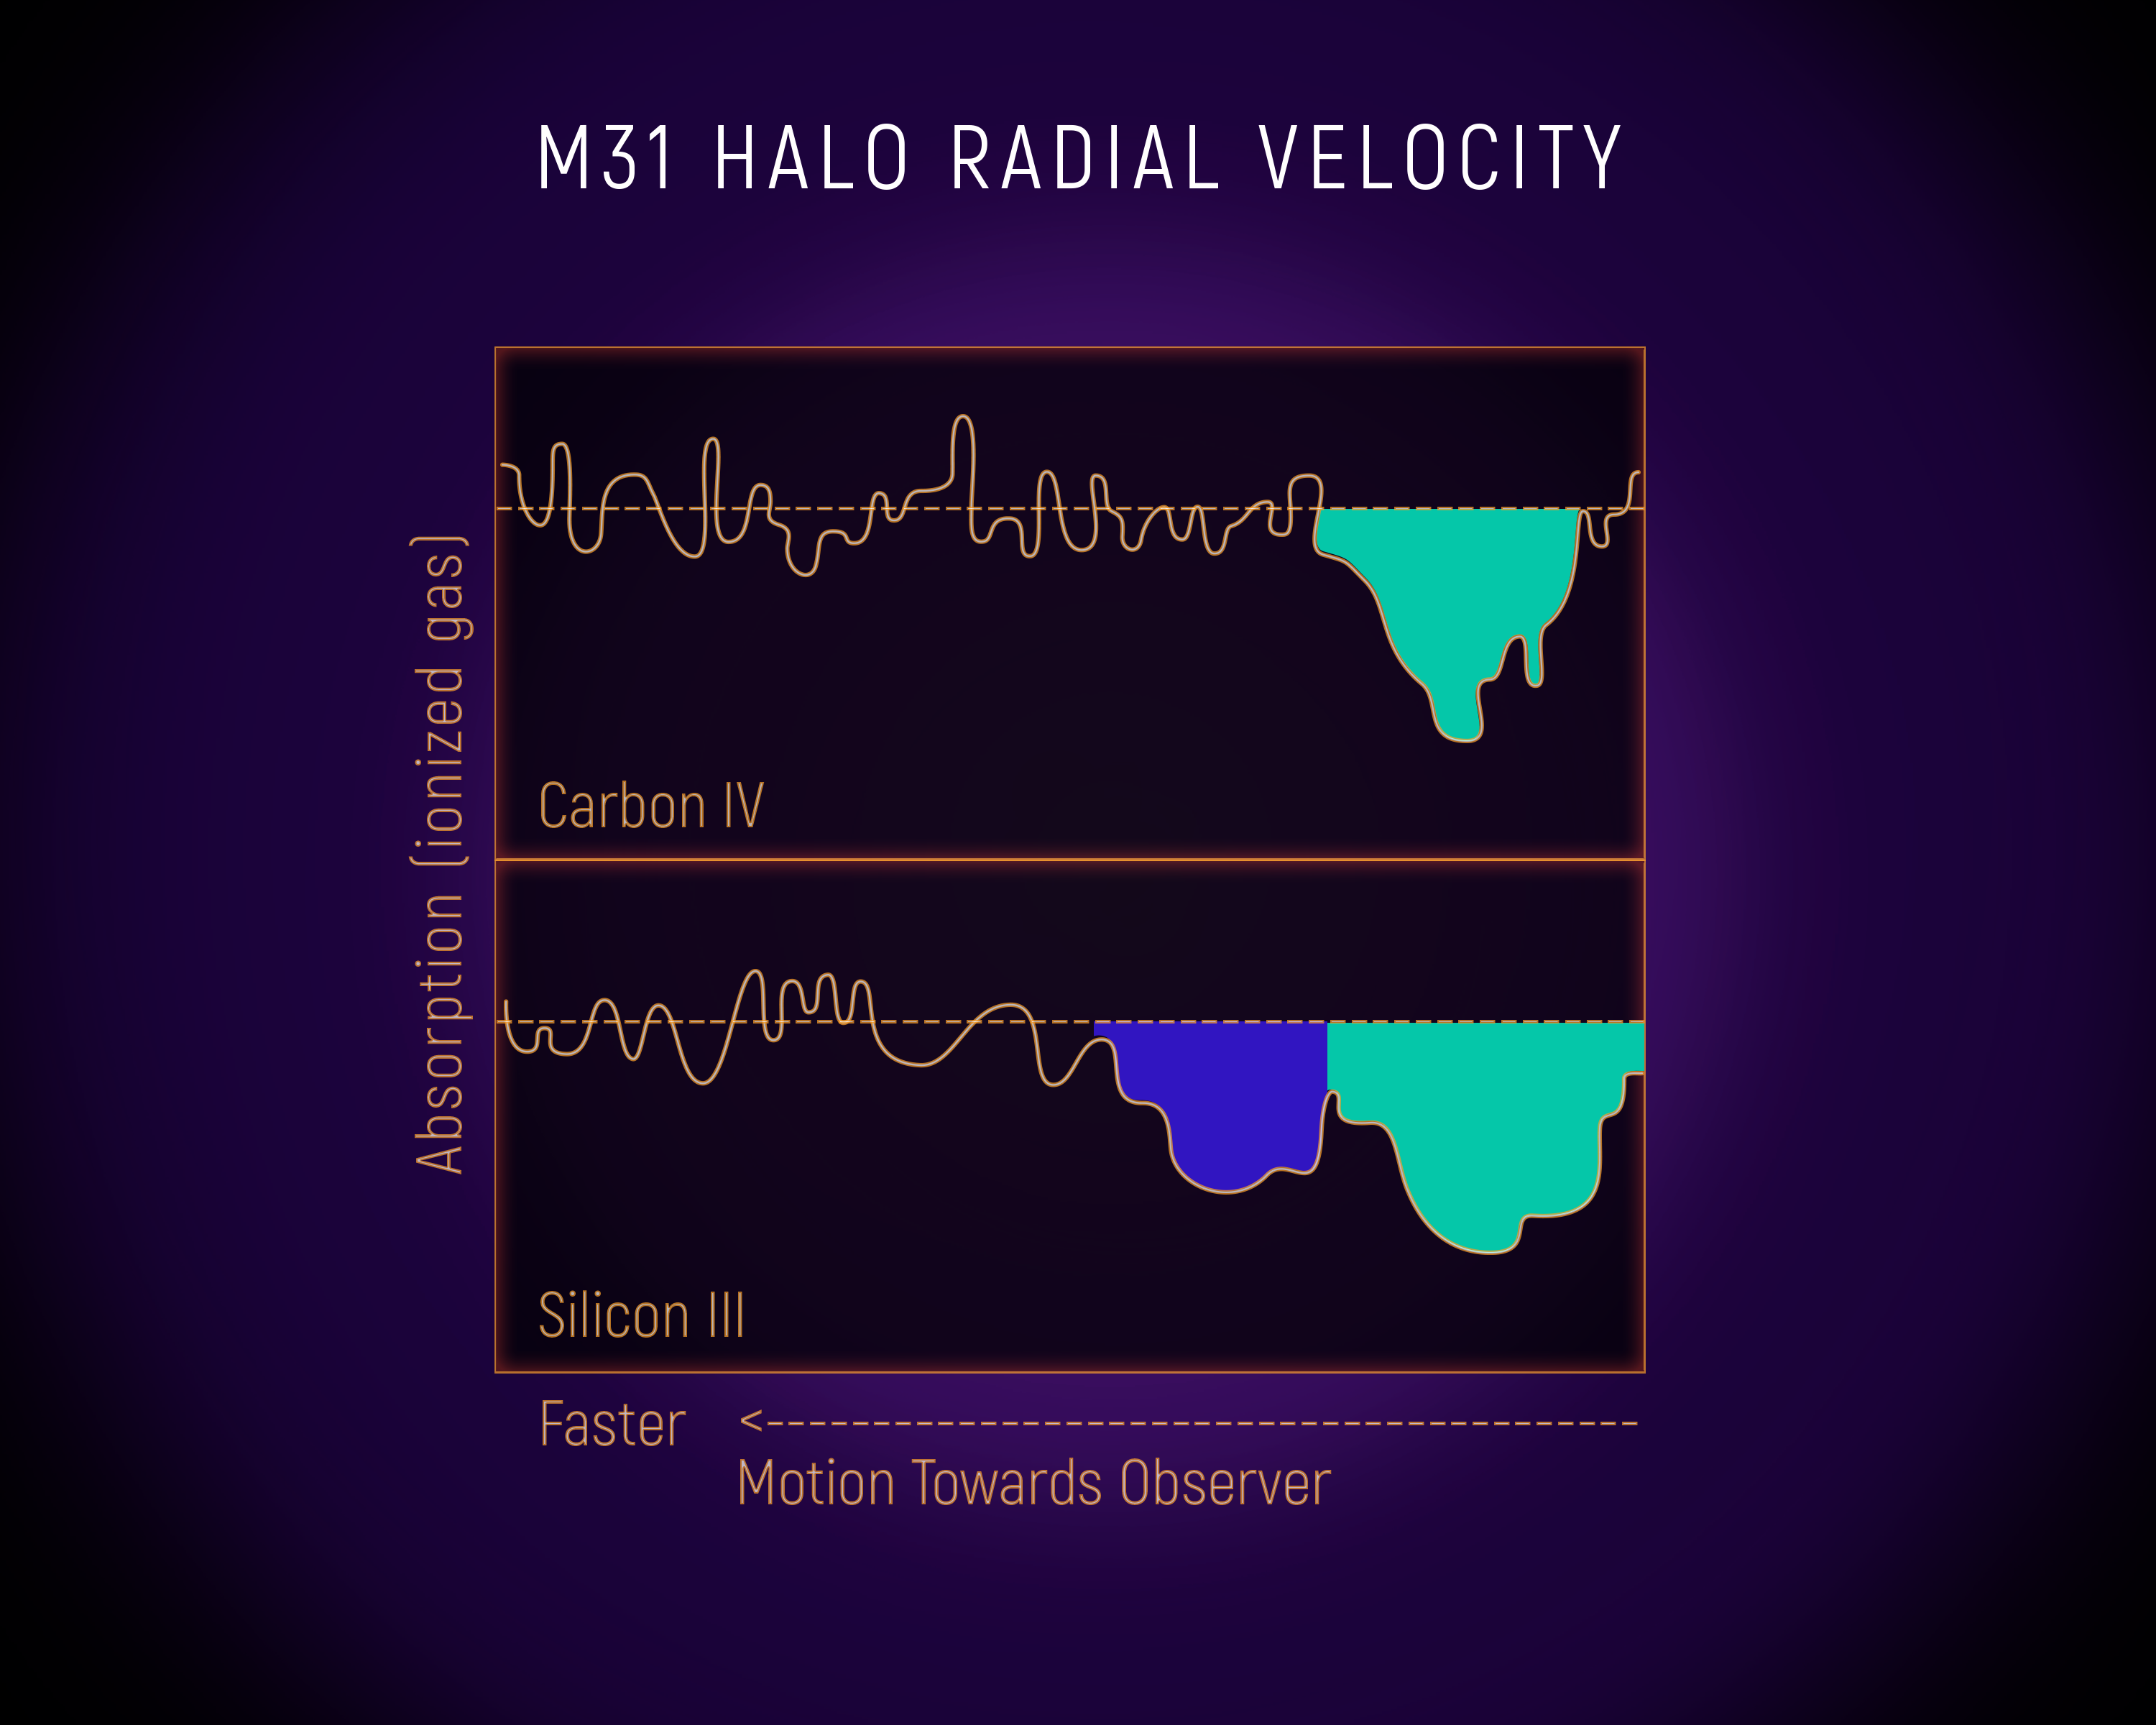 M31 HALO RADIAL VELOCITY
Absorption (ionized gas)
Carbon IV
Silicon III
Faster <--
Motion Towards Observer